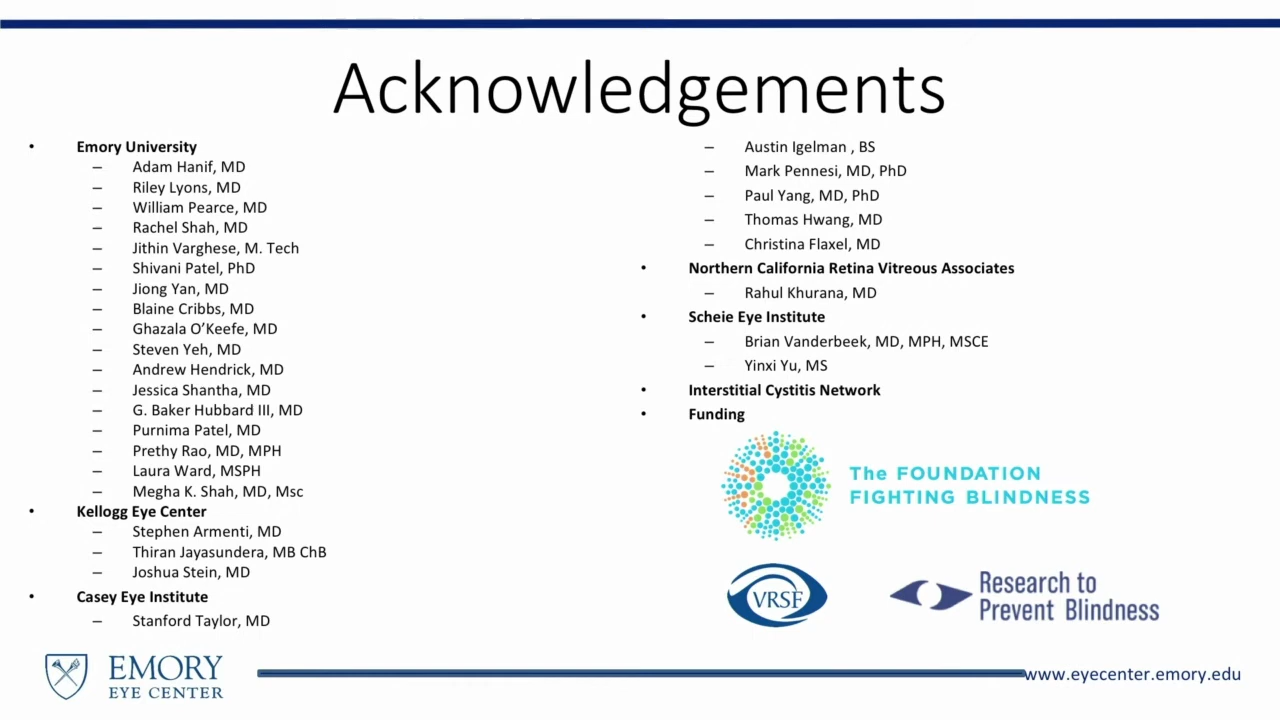 Acknowledgements
• Emory University
– Adam Hanif, MD
– Riley Lyons, MD
– William Pearce, MD
– Rachel Shah, MD
– Jithin Varghese, M. Tech
– Shivani Patel, PhD
– Jiong Yan, MD
– Blaine Cribbs, MD
– Ghazala O’Keefe, MD
– Steven Yeh, MD
– Andrew Hendrick, MD
– Jessica Shantha, MD
– G. Baker Hubbard III, MD
– Purnima Patel, MD
– Prethy Rao, MD, MPH
– Laura Ward, MSPH
– Megha K. Shah, MD, Msc
• Kellogg Eye Center
– Stephen Armenti, MD
– Thiran Jayasundera, MB ChB
– Joshua Stein, MD
• Casey Eye Institute
– Stanford Taylor, MD
– Austin Igelman , BS
– Mark Pennesi, MD, PhD
– Paul Yang, MD, PhD
– Thomas Hwang, MD
– Christina Flaxel, MD
• Northern California Retina Vitreous Associates
– Rahul Khurana, MD
• Scheie Eye Institute
– Brian Vanderbeek, MD, MPH, MSCE
– Yinxi Yu, MS
• Interstitial Cystitis Network
• Funding
The FOUNDATION
FIGHTING BLINDNESS
VRSF
Research to
Prevent Blindness
EMORY
EYE CENTER
www.eyecenter.emory.edu